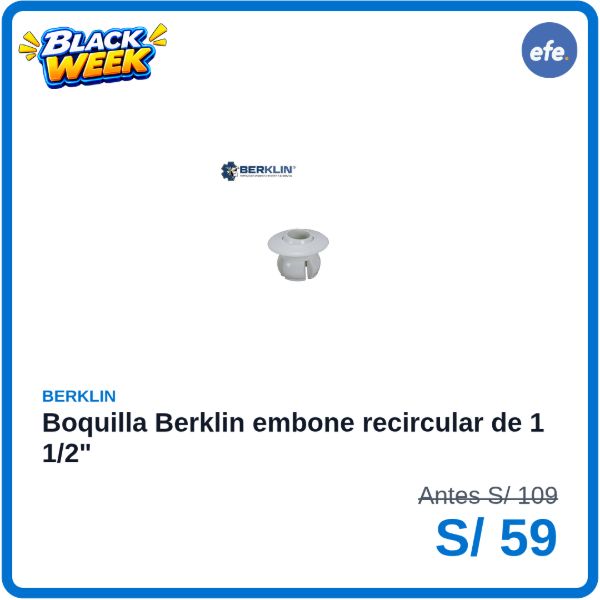 BLACK
WEEK
efe.
BERKLIN®
BERKLIN
Boquilla Berklin embone recircular de 1
1/2"
Antes S/ 109
S/ 59